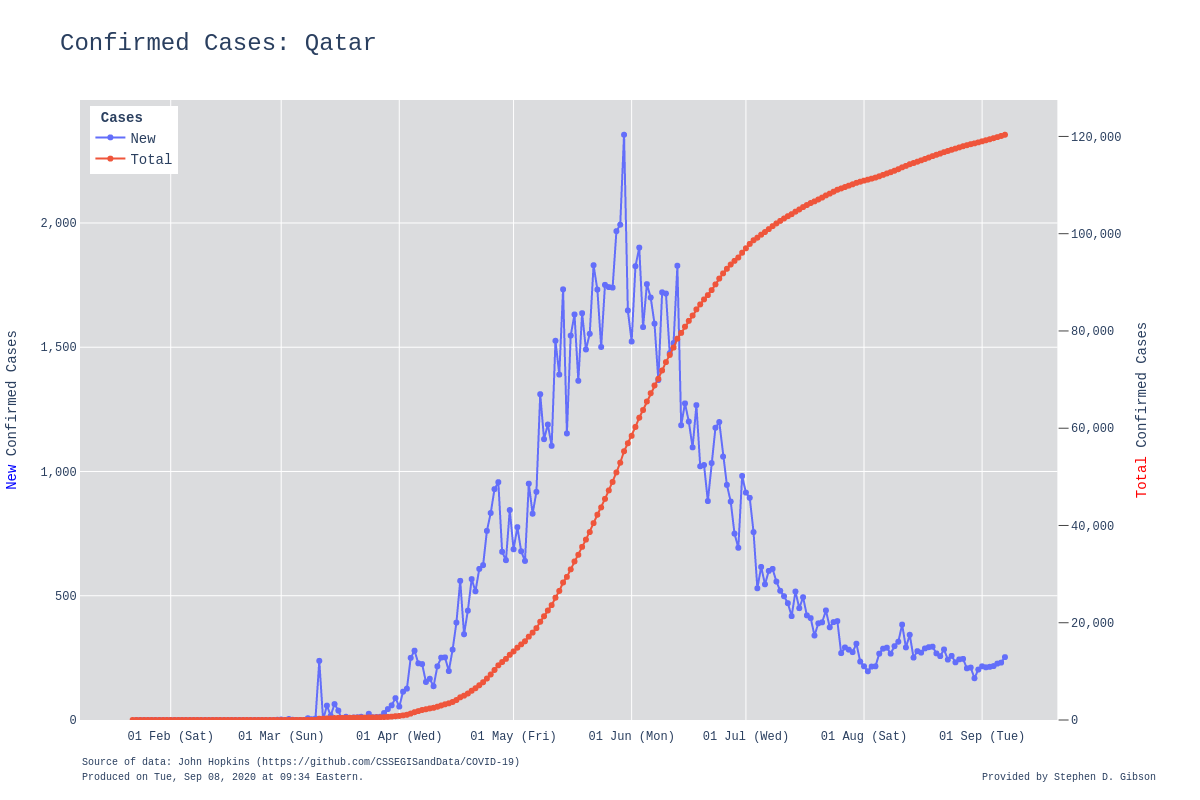 Confirmed Cases: Qatar
Cases
New
Total
2,000
1,500
1,000
500
0
120,000
100,000
80,000
60,000
40,000
20,000
0
New Confirmed Cases
Total Confirmed Cases
01 Feb (Sat) 01 Mar (Sun) 01 Apr (Wed) 01 May (Fri) 01 Jun (Mon) 01 Jul (Wed) 01 Aug (Sat) 01 Sep (Tue)
Source of data: John Hopkins (https://github.com/CSSEGISandData/COVID-19)
Produced on Tue, Sep 08, 2020 at 09:34 Eastern.
Provided by Stephen D. Gibson